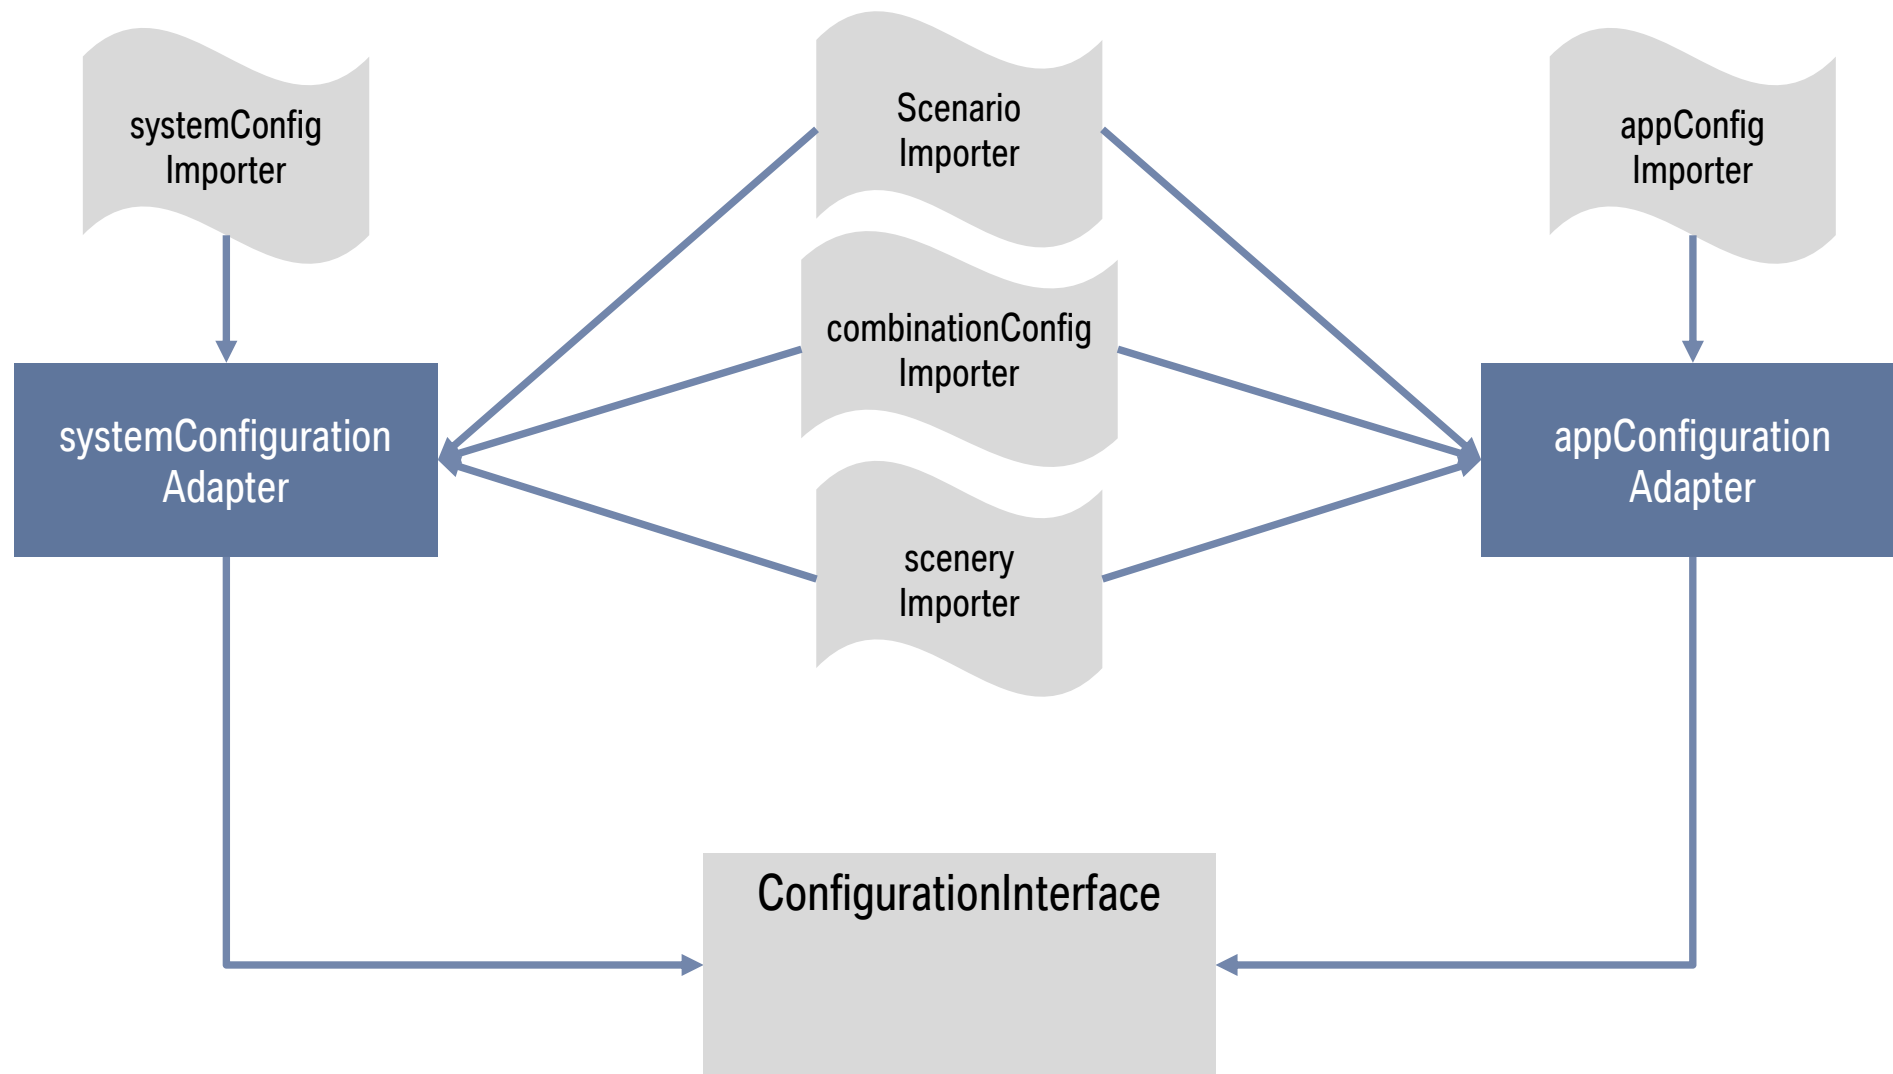 systemConfig
Importer
Scenario
Importer
appConfig
Importer
combinationConfig
Importer
systemConfiguration
Adapter
appConfiguration
Adapter
scenery
Importer
ConfigurationInterface